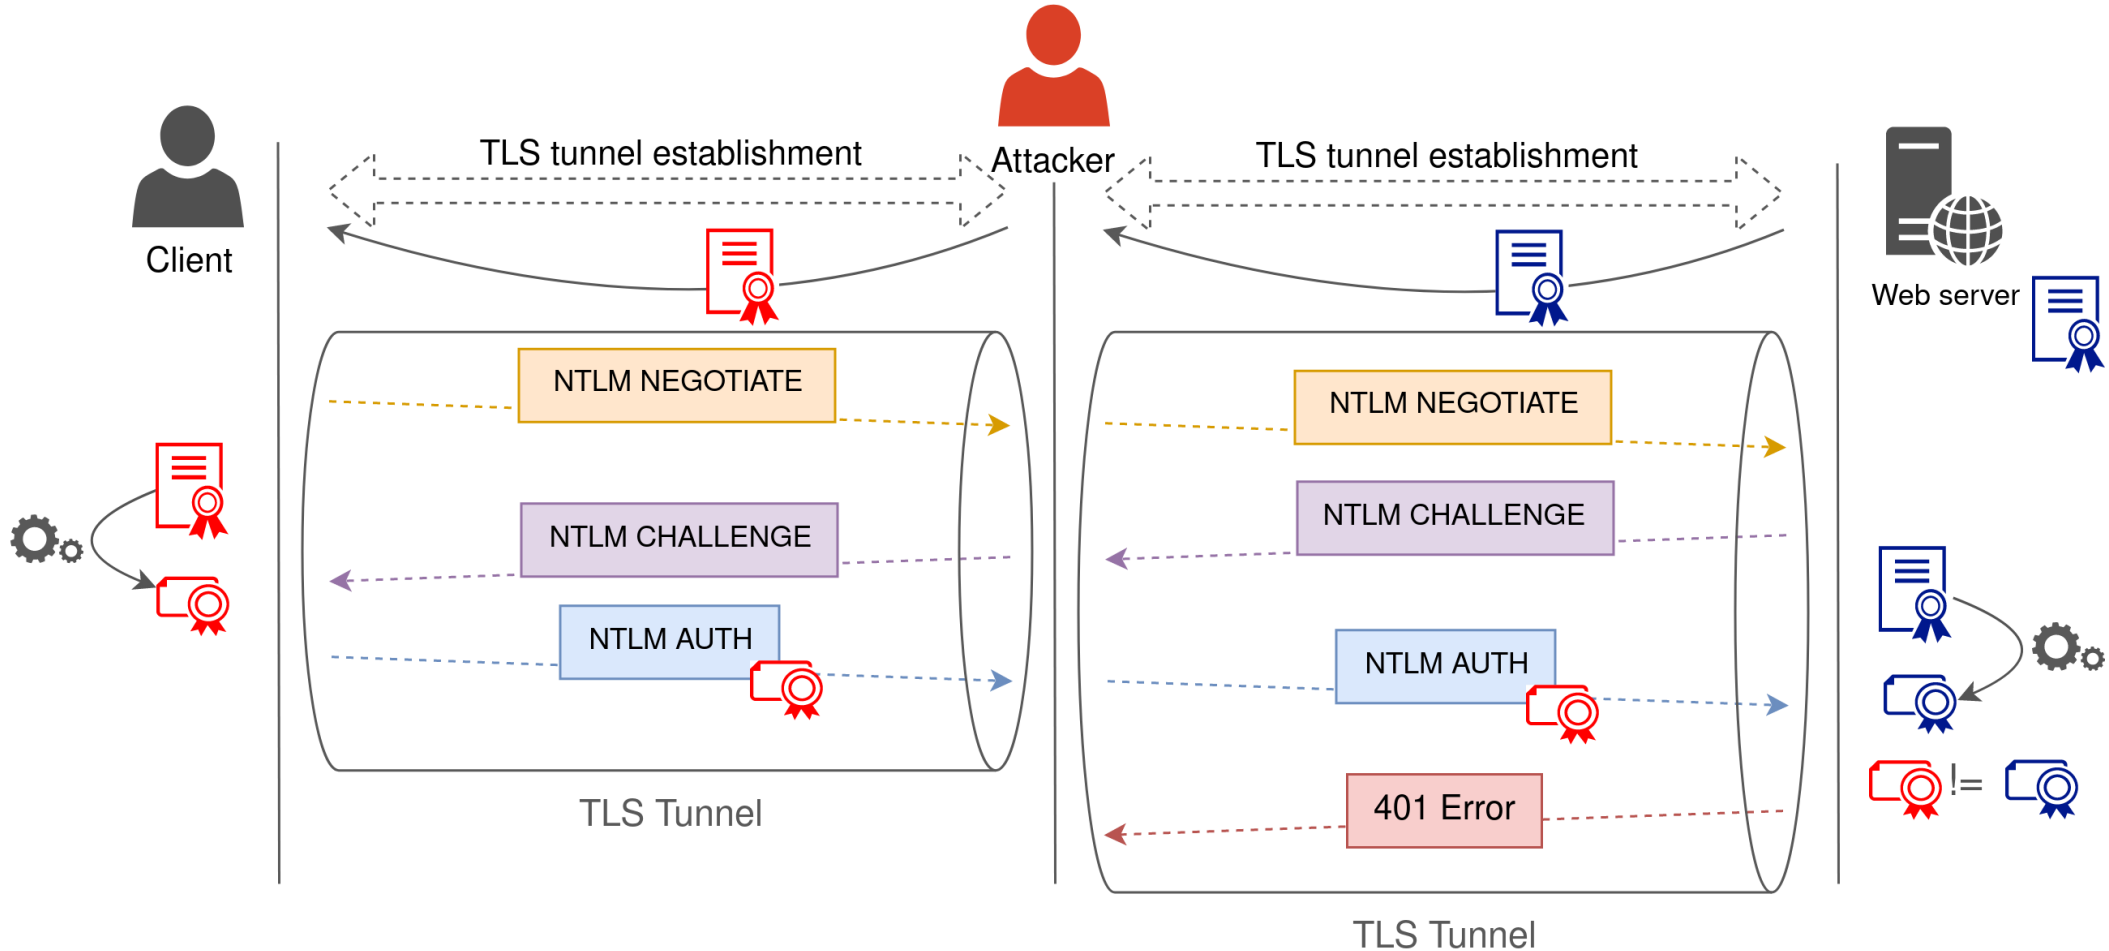 TLS tunnel establishment
Attacker
TLS tunnel establishment
Client
Web server
NTLM NEGOTIATE
NTLM NEGOTIATE
NTLM CHALLENGE
NTLM CHALLENGE
NTLM AUTH
NTLM AUTH
!=
401 Error
TLS Tunnel
TLS Tunnel